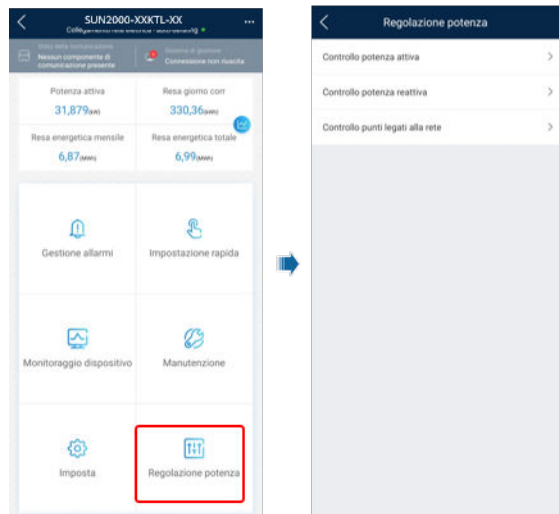 SUN2000-XXKTL-XX
Regolazione potenza
Nessun componente di
comunicazione presente
Connessione non riuscita
Controllo potenza attiva
Potenza attiva
Resa giorno corr
31,879(kW)
330,36(kWh)
Controllo potenza reattiva
Resa energetica mensile
Resa energetica totale
6,87(MWh)
6,99(MWh)
Controllo punti legati alla rete
Gestione allarmi
Impostazione rapida
Monitoraggio dispositivo
Manutenzione
Imposta
Regolazione potenza